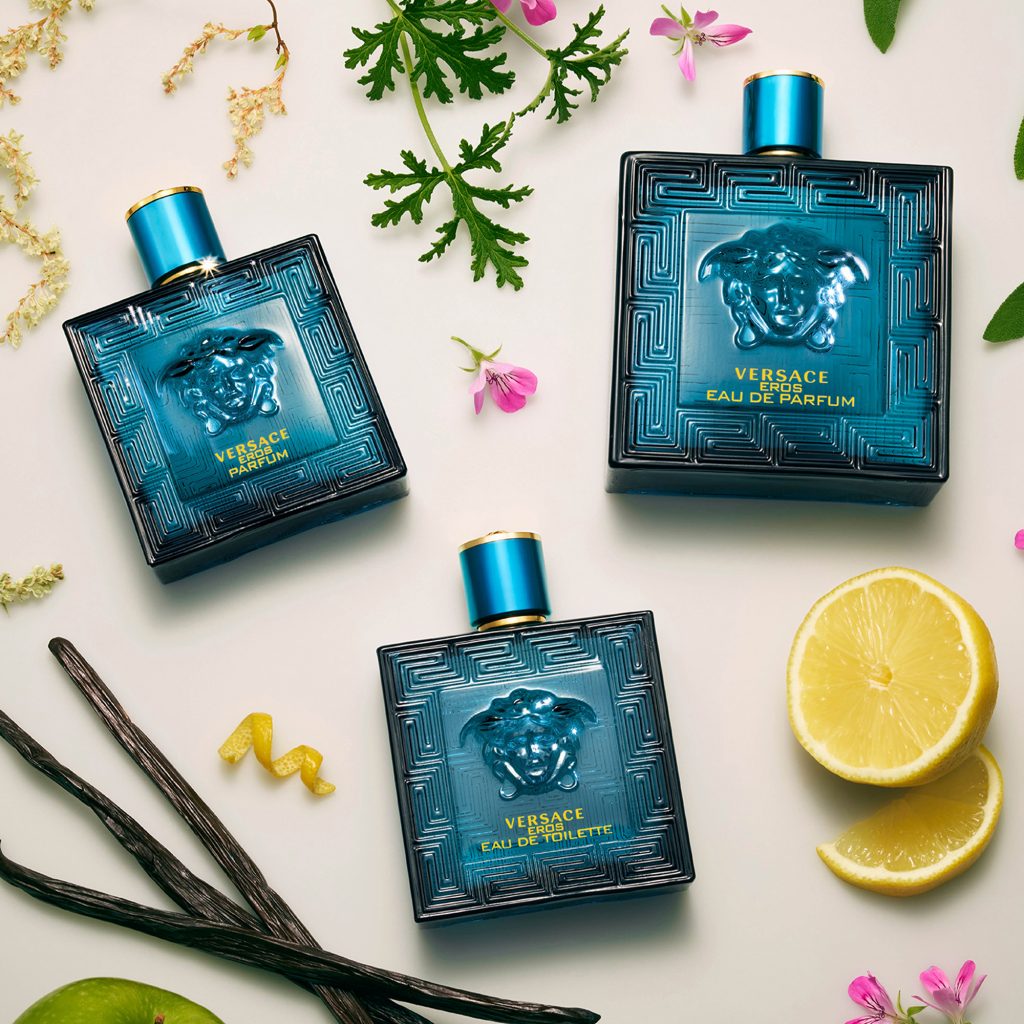 VERSACE
EROS
PARFUM
VERSACE
EROS
EAU DE PARFUM
VERSACE
EROS
EAU DE TOILETTE